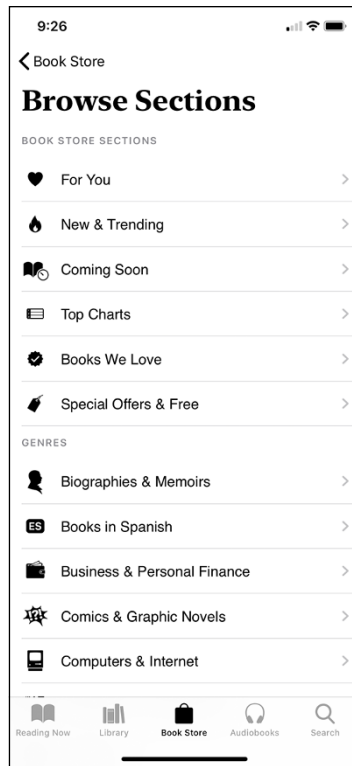 9:26
Book Store
Browse Sections
BOOK STORE SECTIONS
For You
New & Trending
Coming Soon
Top Charts
Books We Love
Special Offers & Free
GENRES
Biographies & Memoirs
ES Books in Spanish
Business & Personal Finance
Comics & Graphic Novels
Computers & Internet
Reading Now Library Book Store Audiobooks Search